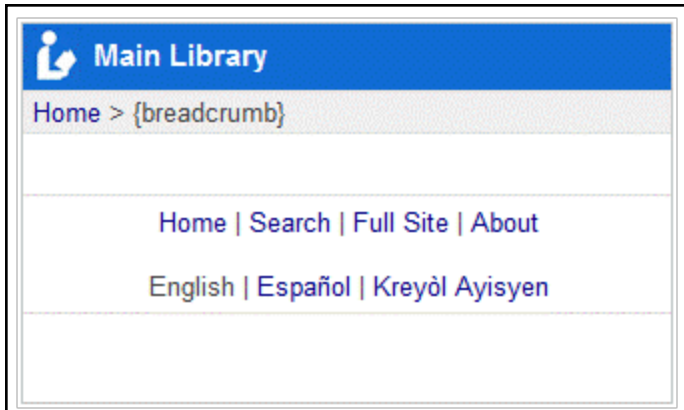 Main Library
Home > {breadcrumb}
Home | Search | Full Site | About
English | Español | Kreyòl Ayisyen